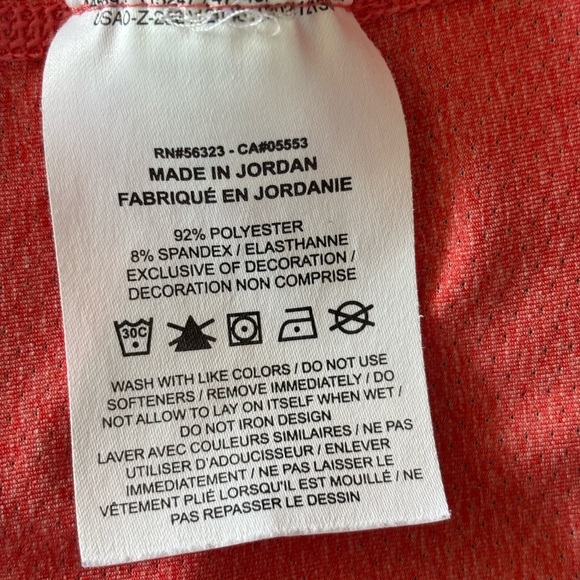 RN#56323 - CA#05553
MADE IN JORDAN
FABRIQUÉ EN JORDANIE
92% POLYESTER
8% SPANDEX / ELASTHANNE
EXCLUSIVE OF DECORATION /
DECORATION NON COMPRISE
30C
WASH WITH LIKE COLORS / DO NOT USE
SOFTENERS / REMOVE IMMEDIATELY / DO
NOT ALLOW TO LAY ON ITSELF WHEN WET /
DO NOT IRON DESIGN
LAVER AVEC COULEURS SIMILAIRES / NE PAS
UTILISER D'ADOUCISSEUR / ENLEVER
IMMEDIATEMENT / NE PAS LAISSER LE
VÊTEMENT PLIÉ LORSQU'IL EST MOUILLÉ / NE
PAS REPASSER LE DESSIN